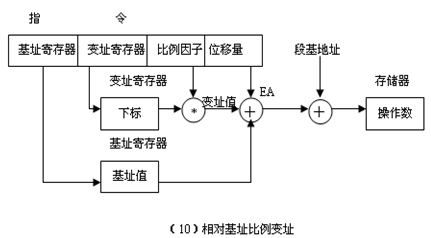 指 令
基址寄存器 变址寄存器 比例因子 位移量
段基地址
变址寄存器 存储器
变址值 EA
下标 * + + 操作数
基址寄存器
基址值
(10)相对基址比例变址